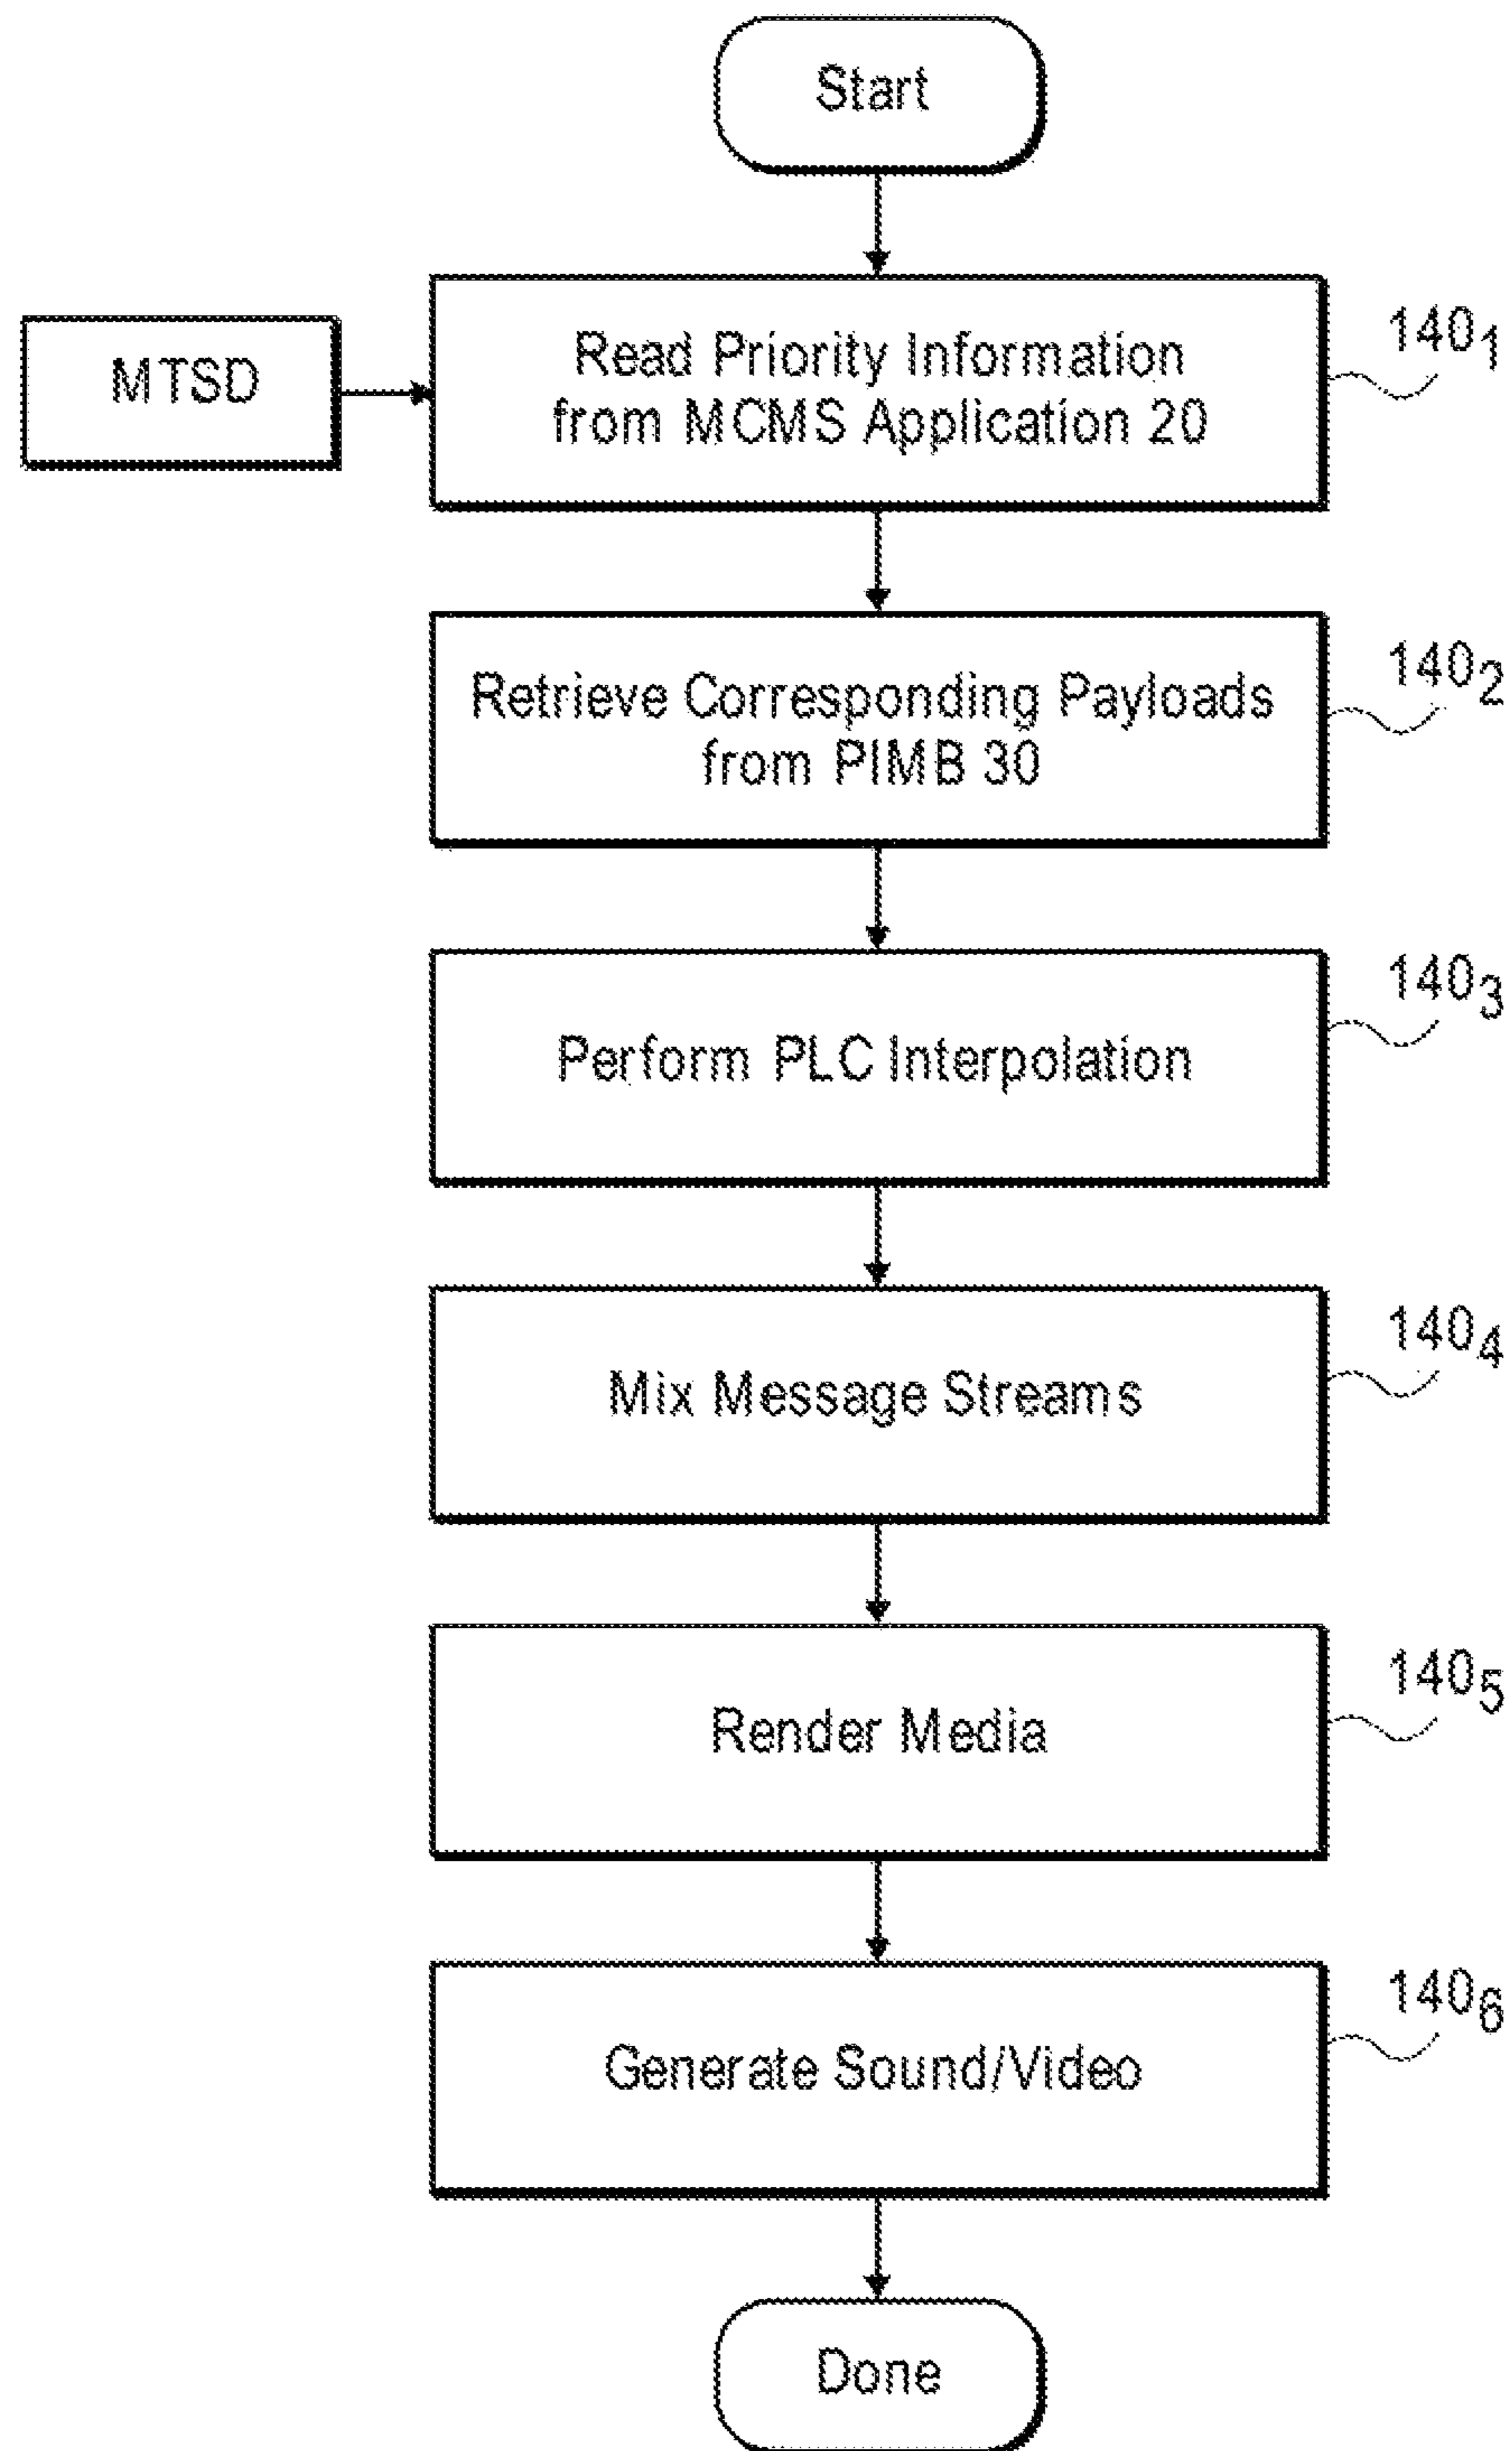 Start
MTSD
Read Priority Information
from MCMS Application 20
140₁
Retrieve Corresponding Payloads
from PIMB 30
140₂
Perform PLC Interpolation
140₃
Mix Message Streams
140₄
Render Media
140₅
Generate Sound/Video
140₆
Done